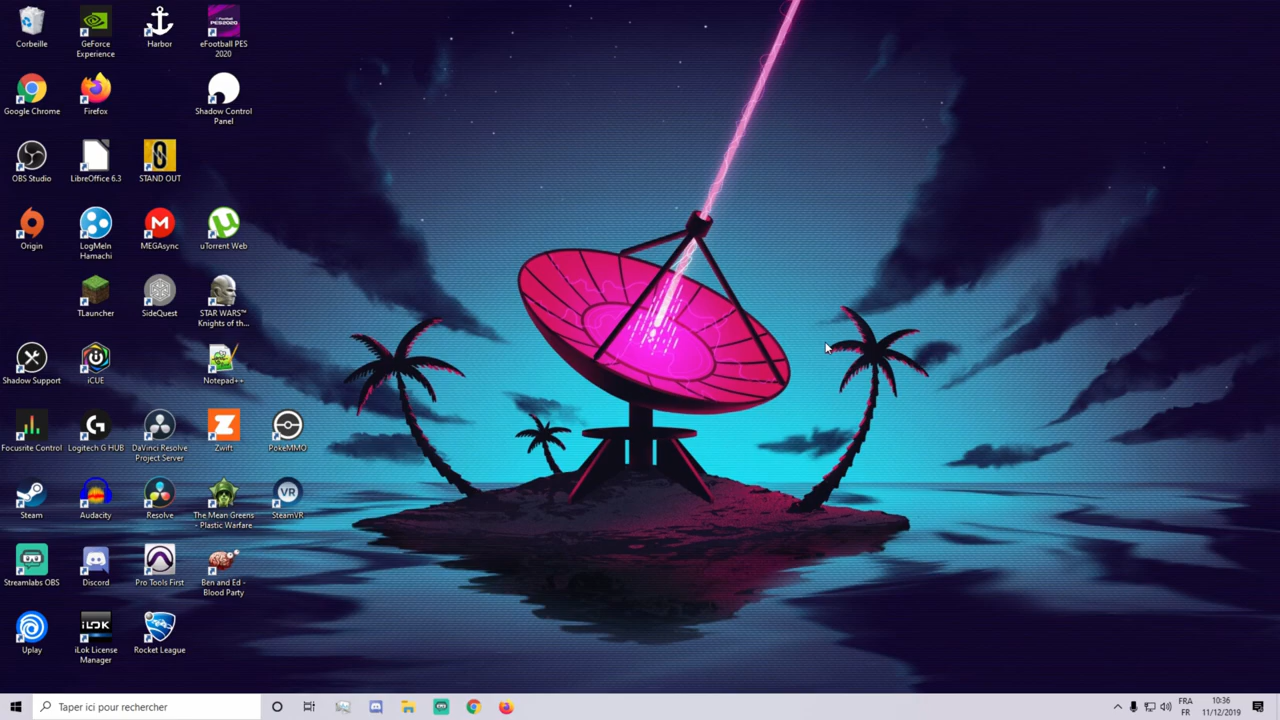 Corbeille
GeForce
Experience
Harbor
eFootball PES
2020
Google Chrome
Firefox
Shadow Control
Panel
OBS Studio
LibreOffice 6.3
STAND OUT
Origin
LogMeIn
Hamachi
MEGAsync
uTorrent Web
TLauncher
SideQuest
STAR WARS™
Knights of th...
Shadow Support
iCUE
Notepad++
Focusrite Control
Logitech G HUB
DaVinci Resolve
Project Server
Zwift
PokeMMO
Steam
Audacity
Resolve
The Mean Greens
- Plastic Warfare
VR
SteamVR
Streamlabs OBS
Discord
Pro Tools First
Ben and Ed -
Blood Party
Uplay
iLOK
iLok License
Manager
Rocket League
Taper ici pour rechercher
FRA
FR
10:36
11/12/2019